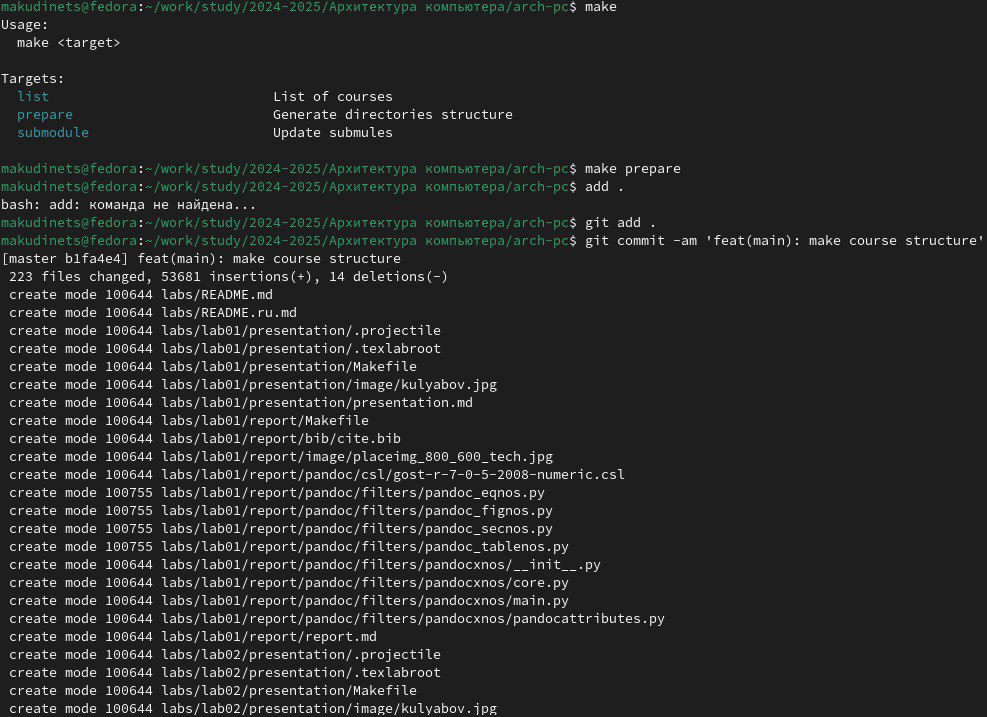 makudinets@fedora:~/work/study/2024-2025/Архитектура компьютера/arch-pc$ make
Usage:
  make <target>

Targets:
  list                            List of courses
  prepare                         Generate directories structure
  submodule                       Update submules

makudinets@fedora:~/work/study/2024-2025/Архитектура компьютера/arch-pc$ make prepare
makudinets@fedora:~/work/study/2024-2025/Архитектура компьютера/arch-pc$ add .
bash: add: команда не найдена...
makudinets@fedora:~/work/study/2024-2025/Архитектура компьютера/arch-pc$ git add .
makudinets@fedora:~/work/study/2024-2025/Архитектура компьютера/arch-pc$ git commit -am 'feat(main): make course structure'
[master b1fa4e4] feat(main): make course structure
 223 files changed, 53681 insertions(+), 14 deletions(-)
 create mode 100644 labs/README.md
 create mode 100644 labs/README.ru.md
 create mode 100644 labs/lab01/presentation/.projectile
 create mode 100644 labs/lab01/presentation/.texlabroot
 create mode 100644 labs/lab01/presentation/Makefile
 create mode 100644 labs/lab01/presentation/image/kulyabov.jpg
 create mode 100644 labs/lab01/presentation/presentation.md
 create mode 100644 labs/lab01/report/Makefile
 create mode 100644 labs/lab01/report/bib/cite.bib
 create mode 100644 labs/lab01/report/image/placeimg_800_600_tech.jpg
 create mode 100644 labs/lab01/report/pandoc/csl/gost-r-7-0-5-2008-numeric.csl
 create mode 100755 labs/lab01/report/pandoc/filters/pandoc_eqnos.py
 create mode 100755 labs/lab01/report/pandoc/filters/pandoc_fignos.py
 create mode 100755 labs/lab01/report/pandoc/filters/pandoc_secnos.py
 create mode 100755 labs/lab01/report/pandoc/filters/pandoc_tablenos.py
 create mode 100644 labs/lab01/report/pandoc/filters/pandocxnos/__init__.py
 create mode 100644 labs/lab01/report/pandoc/filters/pandocxnos/core.py
 create mode 100644 labs/lab01/report/pandoc/filters/pandocxnos/main.py
 create mode 100644 labs/lab01/report/pandoc/filters/pandocxnos/pandocattributes.py
 create mode 100644 labs/lab01/report/report.md
 create mode 100644 labs/lab02/presentation/.projectile
 create mode 100644 labs/lab02/presentation/.texlabroot
 create mode 100644 labs/lab02/presentation/Makefile
 create mode 100644 labs/lab02/presentation/image/kulyabov.jpg